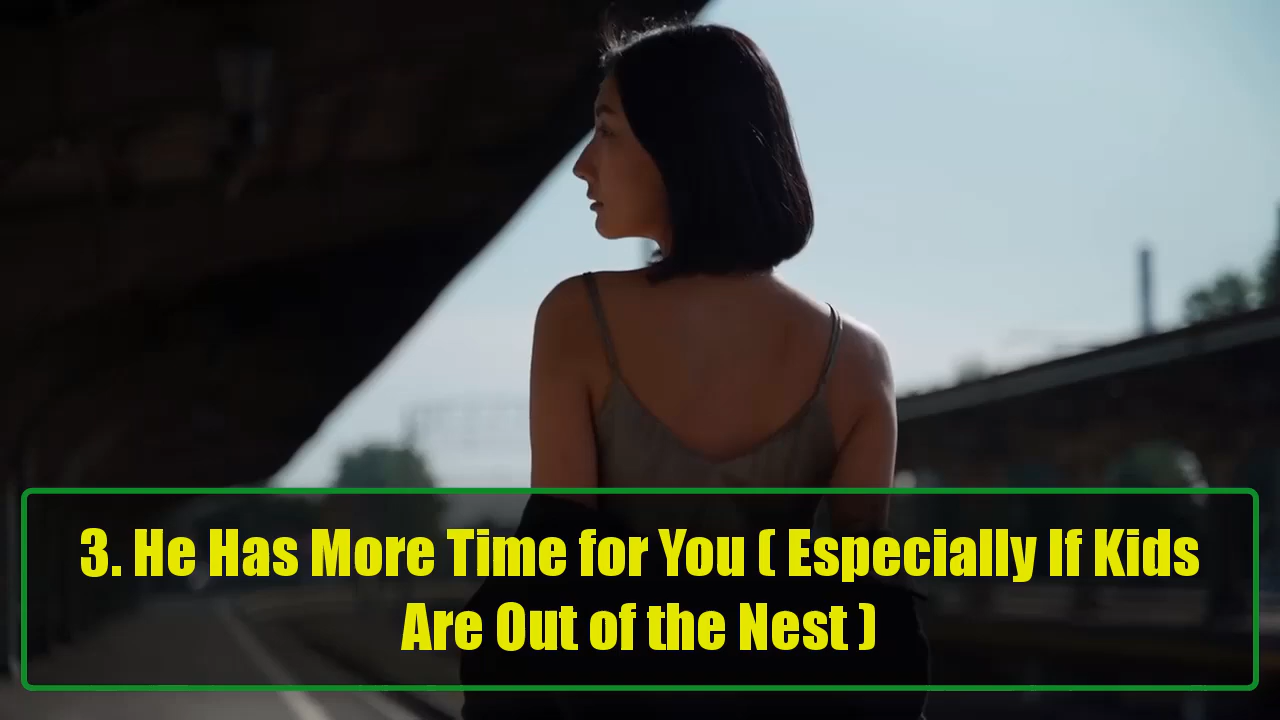 3. He Has More Time for You ( Especially If Kids
Are Out of the Nest )